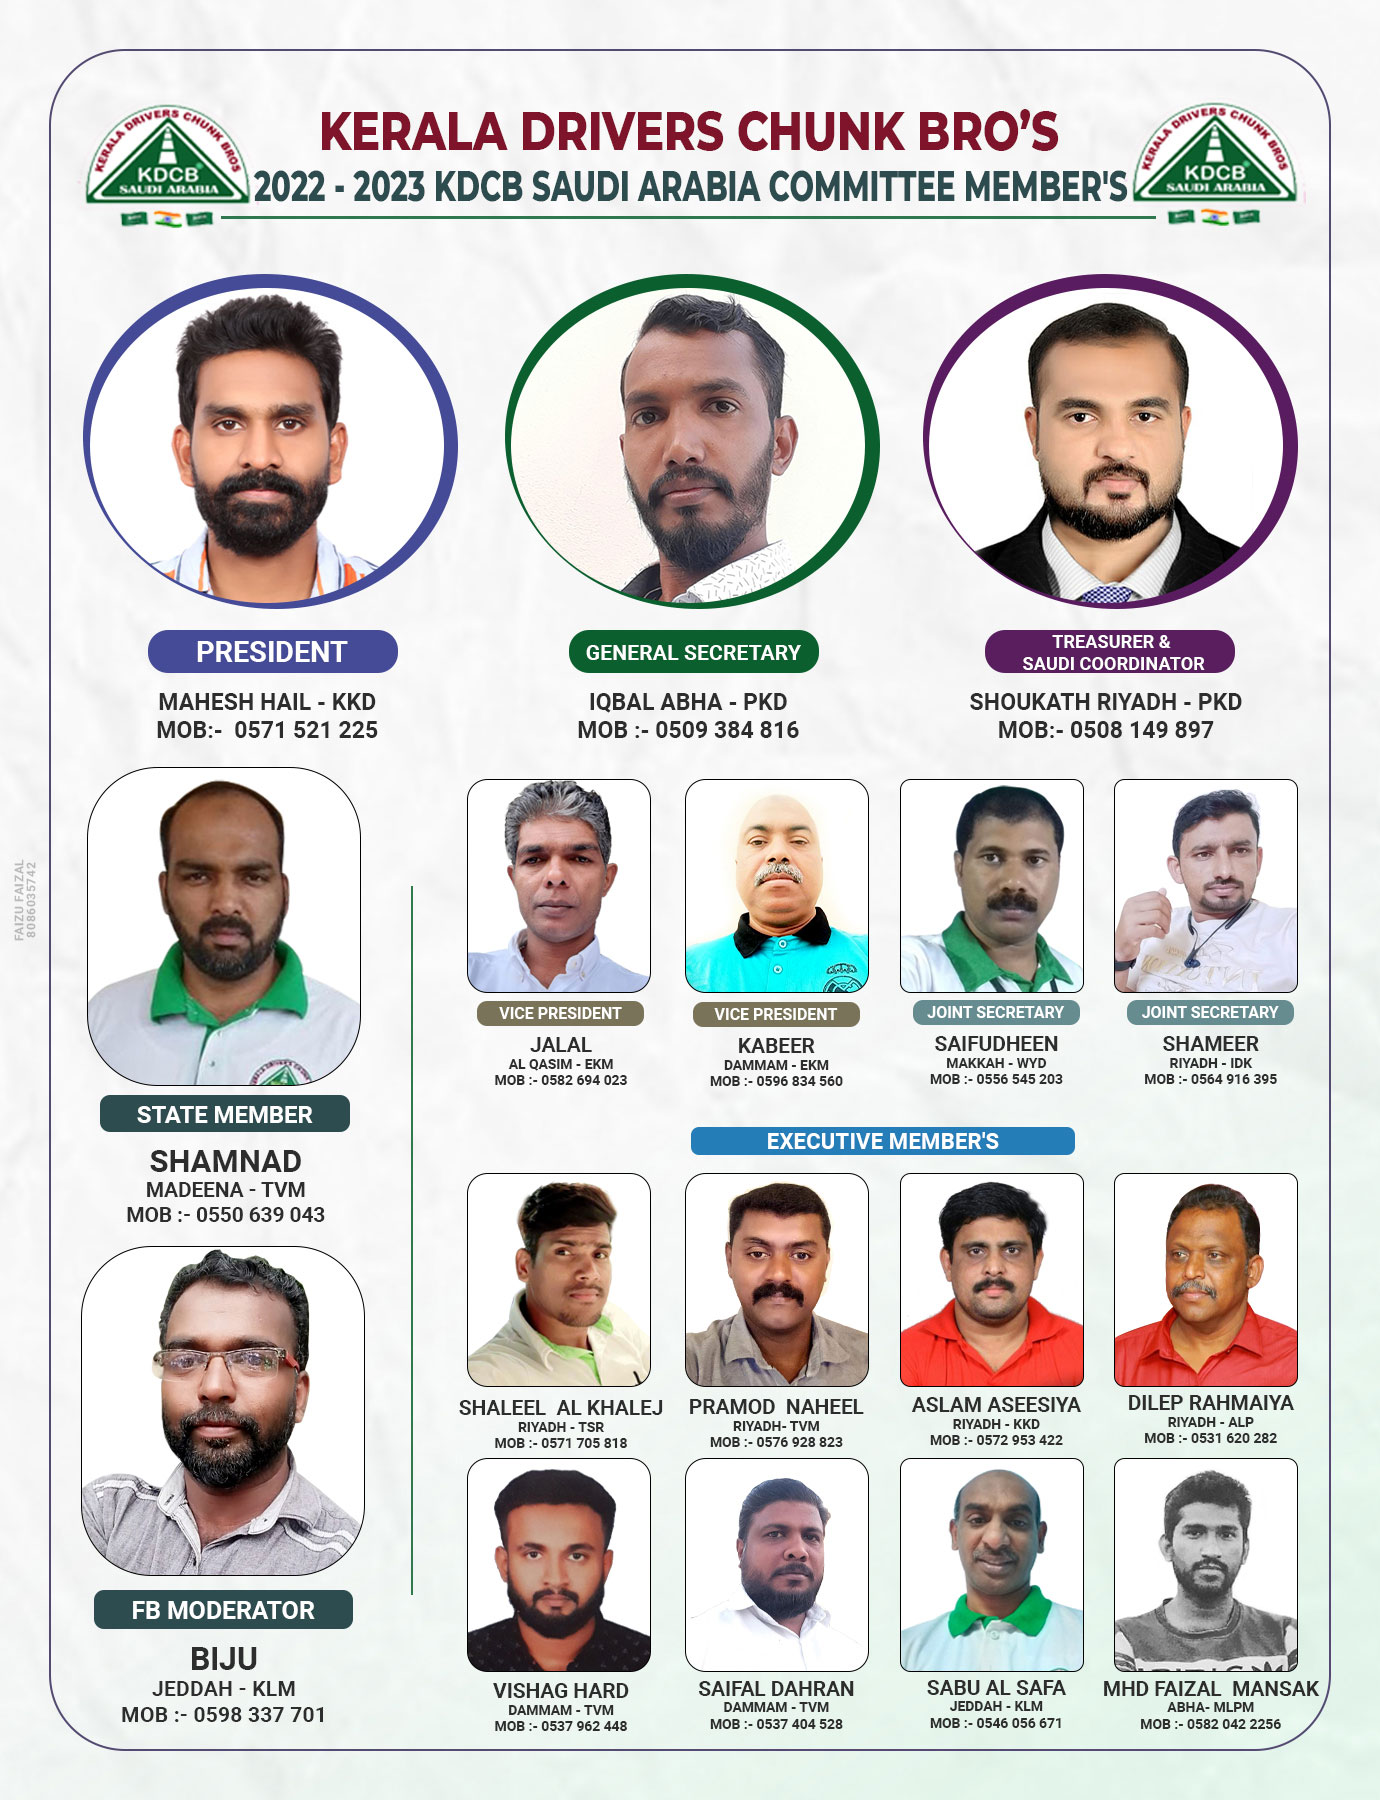 KERALA DRIVERS CHUNK BROS
KDCB
SAUDI ARABIA
KERALA DRIVERS CHUNK BRO'S
2022 - 2023 KDCB SAUDI ARABIA COMMITTEE MEMBER'S
KERALA DRIVERS CHUNK BROS
KDCB
SAUDI ARABIA
PRESIDENT
MAHESH HAIL - KKD
MOB:-  0571 521 225
GENERAL SECRETARY
IQBAL ABHA - PKD
MOB :- 0509 384 816
TREASURER &
SAUDI COORDINATOR
SHOUKATH RIYADH - PKD
MOB:- 0508 149 897
FAIZU FAIZAL
8086035742
STATE MEMBER
SHAMNAD
MADEENA - TVM
MOB :- 0550 639 043
FB MODERATOR
BIJU
JEDDAH - KLM
MOB :- 0598 337 701
VICE PRESIDENT
JALAL
AL QASIM - EKM
MOB :- 0582 694 023
VICE PRESIDENT
KABEER
DAMMAM - EKM
MOB :- 0596 834 560
JOINT SECRETARY
SAIFUDHEEN
MAKKAH - WYD
MOB :- 0556 545 203
JOINT SECRETARY
SHAMEER
RIYADH - IDK
MOB :- 0564 916 395
EXECUTIVE MEMBER'S
SHALEEL  AL KHALEJ
RIYADH - TSR
MOB :- 0571 705 818
PRAMOD  NAHEEL
RIYADH- TVM
MOB :- 0576 928 823
ASLAM ASEESIYA
RIYADH - KKD
MOB :- 0572 953 422
DILEP RAHMAIYA
RIYADH - ALP
MOB :- 0531 620 282
VISHAG HARD
DAMMAM - TVM
MOB :- 0537 962 448
SAIFAL DAHRAN
DAMMAM - TVM
MOB :- 0537 404 528
SABU AL SAFA
JEDDAH - KLM
MOB :- 0546 056 671
MHD FAIZAL  MANSAK
ABHA- MLPM
MOB :- 0582 042 2256